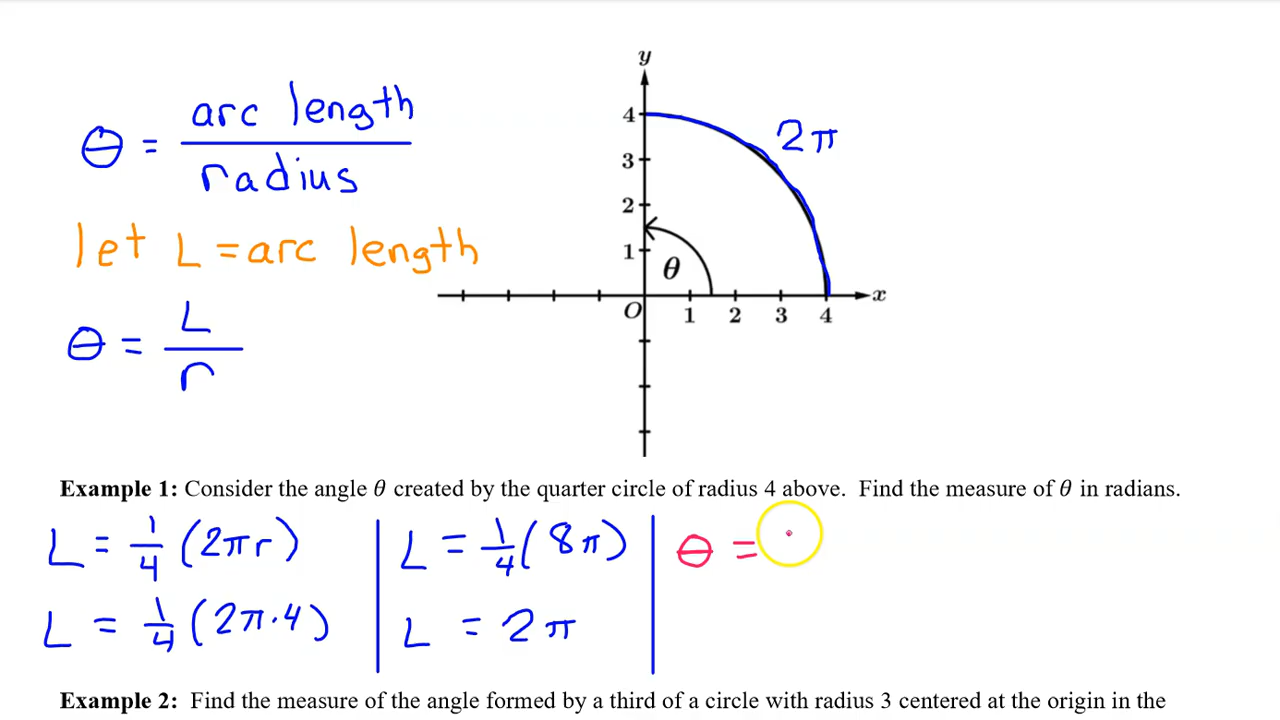 θ = arc length / radius
let L = arc length
θ = L / r
y
4
3
2
1
θ
2π
O
1 2 3 4
x
Example 1: Consider the angle θ created by the quarter circle of radius 4 above. Find the measure of θ in radians.
L = 1/4 (2πr)
L = 1/4 (2π·4)
L = 1/4 (8π)
L = 2π
θ =
Example 2: Find the measure of the angle formed by a third of a circle with radius 3 centered at the origin in the